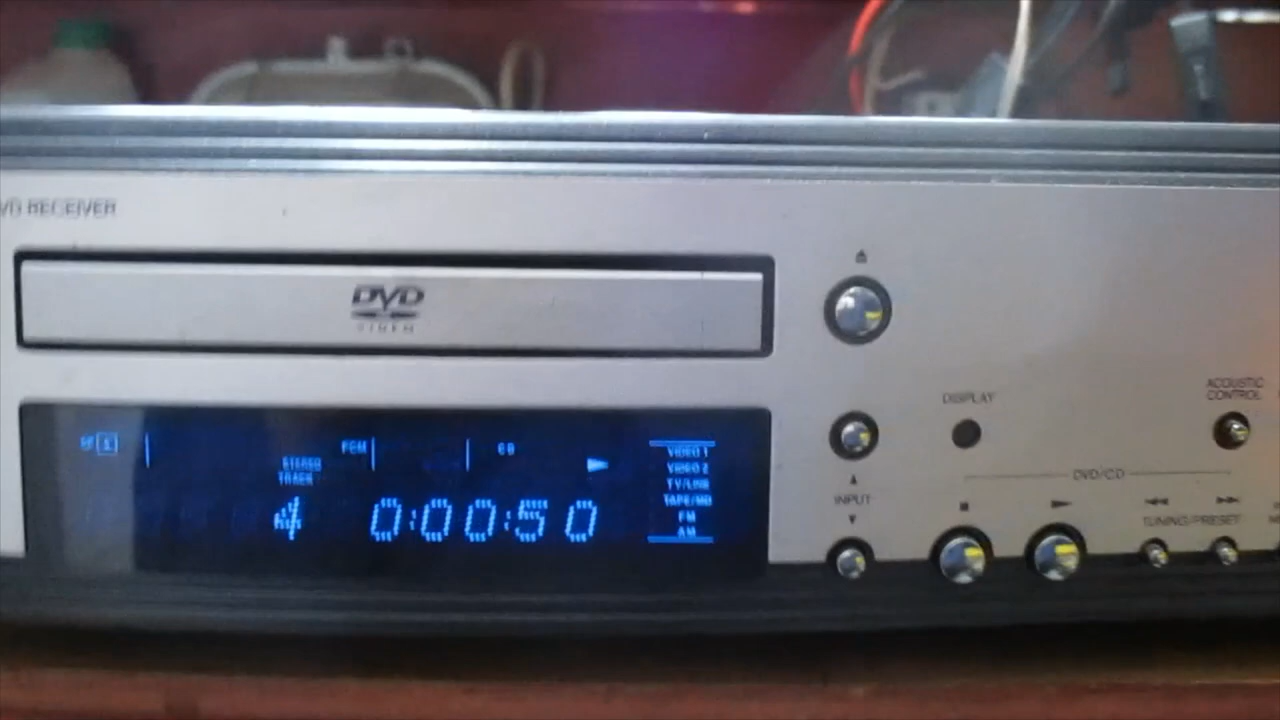 VD RECEIVER
DVD
VIDEO
DISPLAY
ACOUSTIC
CONTROL
DVD/CD
INPUT
TUNING/PRESET
PCM
CD
STEREO
TRACK
4 0:00:50
VIDEO 1
VIDEO 2
TV/LINE
TAPE/MD
FM
AM